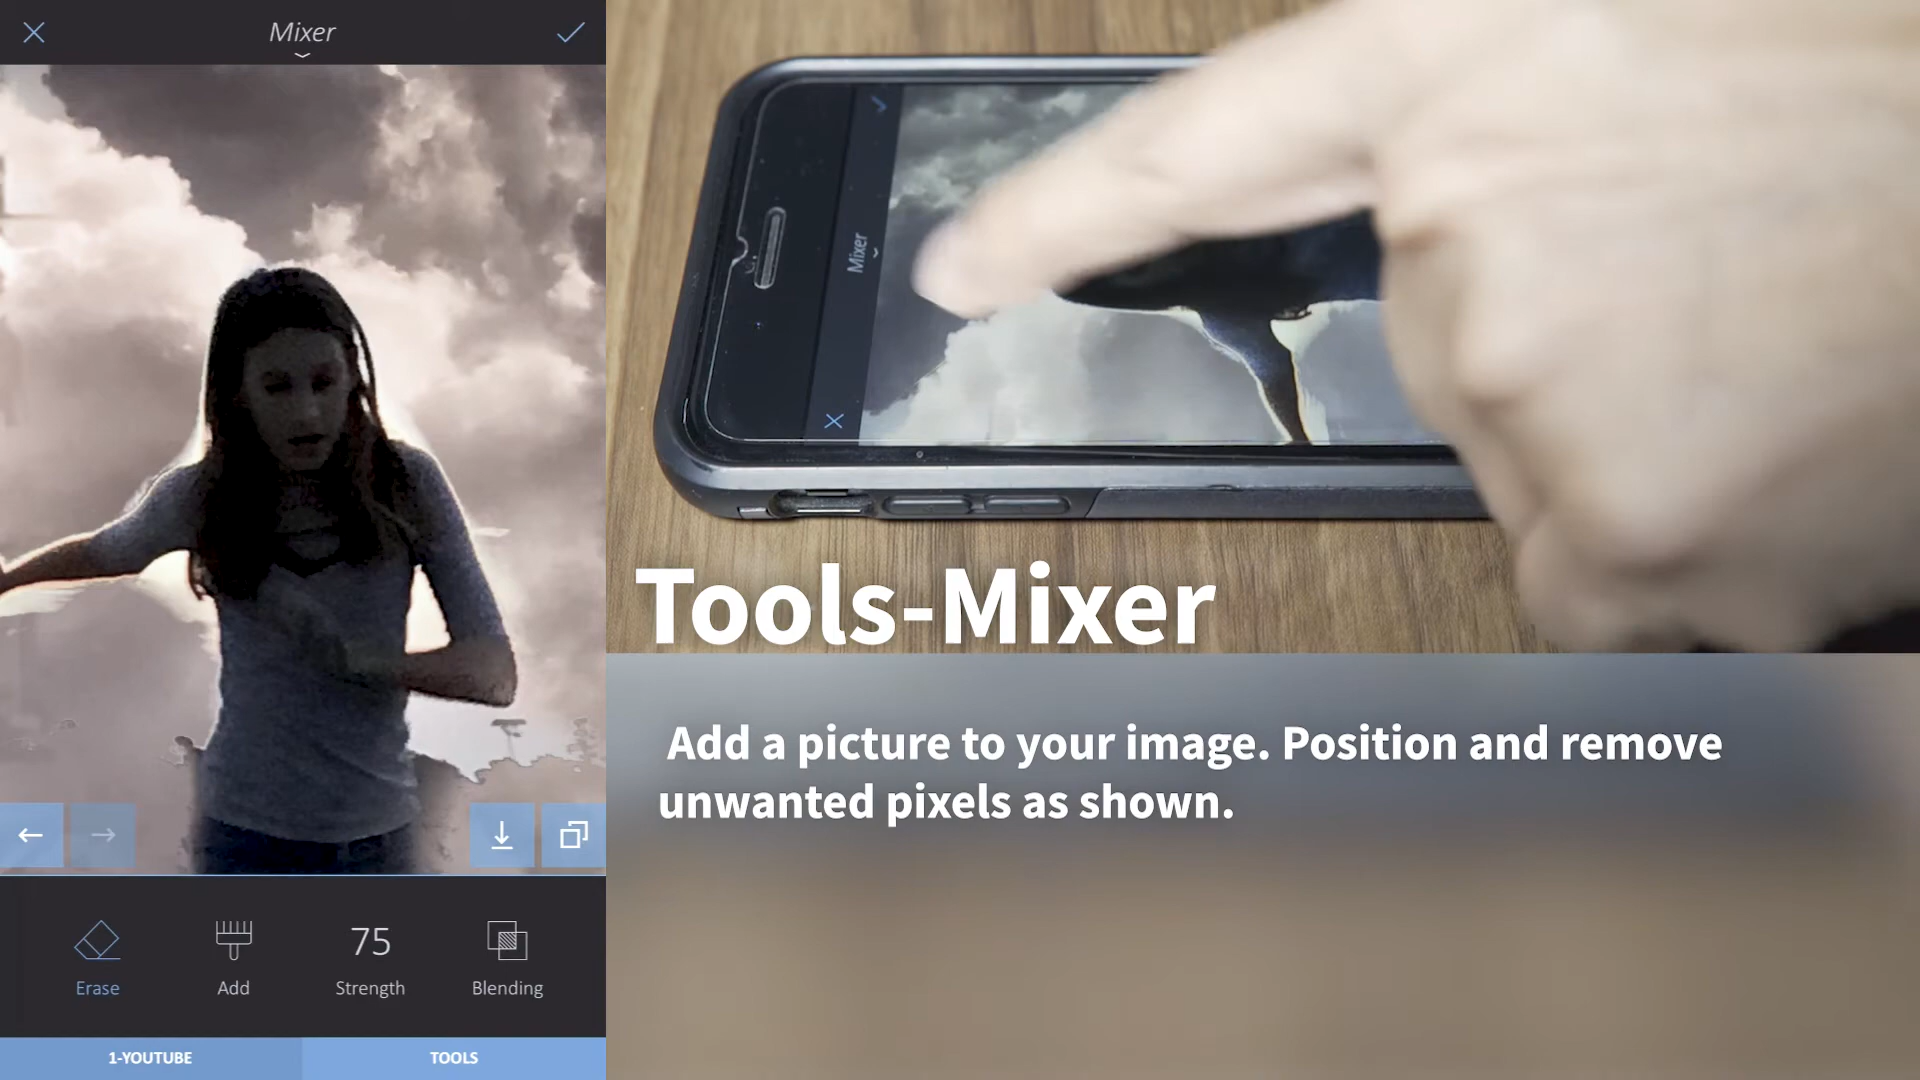 Mixer
75
Erase
Add
Strength
Blending
1-YOUTUBE
TOOLS
Mixer
Tools-Mixer
Add a picture to your image. Position and remove
unwanted pixels as shown.